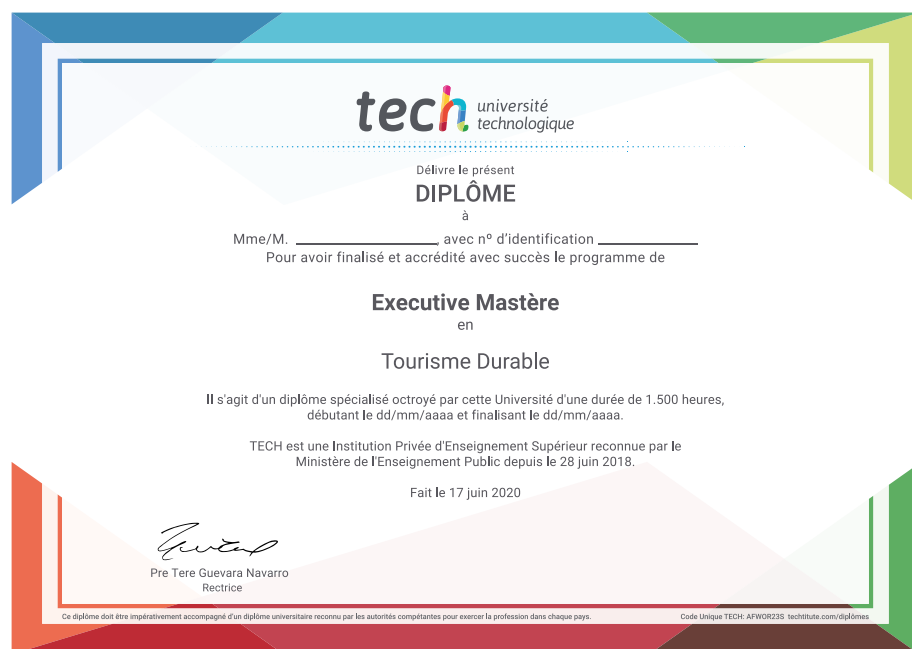 tech université
technologique
Délivre le présent
DIPLÔME
à
Mme/M. ____________________, avec nº d'identification ______________
Pour avoir finalisé et accrédité avec succès le programme de
Executive Mastère
en
Tourisme Durable
Il s'agit d'un diplôme spécialisé octroyé par cette Université d'une durée de 1.500 heures,
débutant le dd/mm/aaaa et finalisant le dd/mm/aaaa.
TECH est une Institution Privée d'Enseignement Supérieur reconnue par le
Ministère de l'Enseignement Public depuis le 28 juin 2018.
Fait le 17 juin 2020
Pre Tere Guevara Navarro
Rectrice
Ce diplôme doit être impérativement accompagné d'un diplôme universitaire reconnu par les autorités compétantes pour exercer la profession dans chaque pays.
Code Unique TECH: AFWOR23S techtitute.com/diplômes